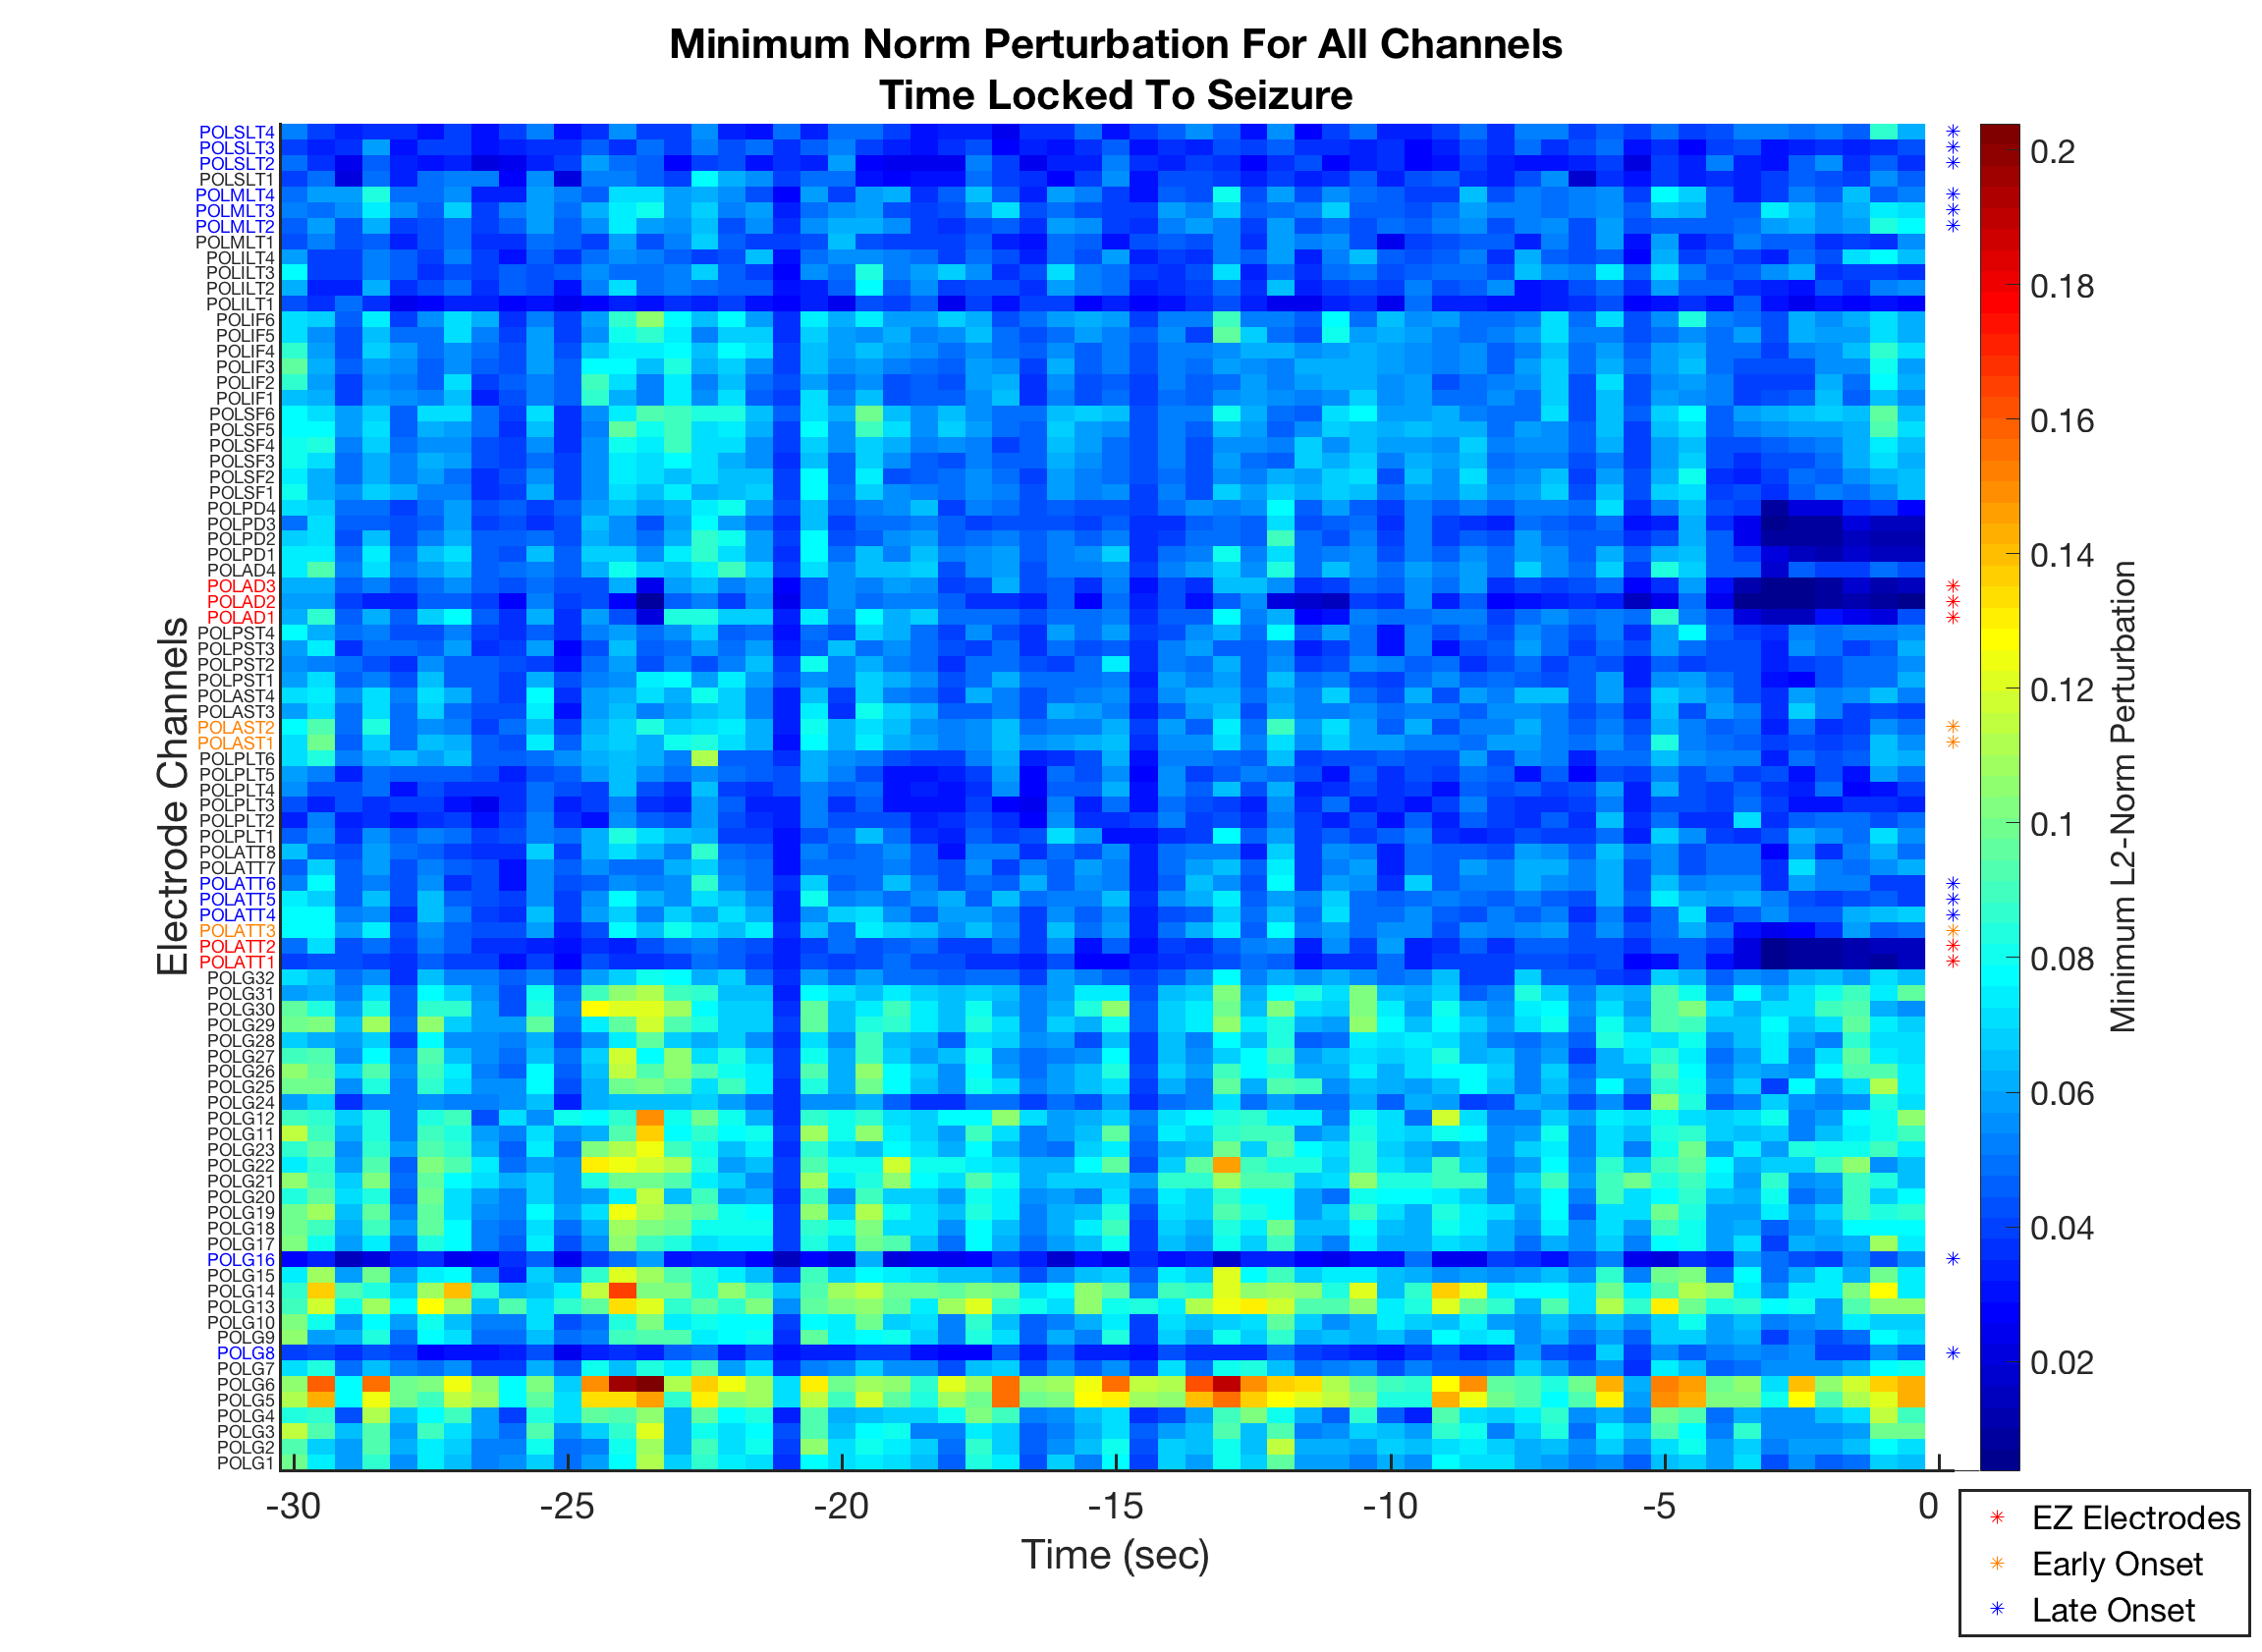 Minimum Norm Perturbation For All Channels
Time Locked To Seizure
Electrode Channels
POLSLT4
POLSLT3
POLSLT2
POLSLT1
POLMLT4
POLMLT3
POLMLT2
POLMLT1
POLILT4
POLILT3
POLILT2
POLILT1
POLIF6
POLIF5
POLIF4
POLIF3
POLIF2
POLIF1
POLSF6
POLSF5
POLSF4
POLSF3
POLSF2
POLSF1
POLPD4
POLPD3
POLPD2
POLPD1
POLAD4
POLAD3
POLAD2
POLAD1
POLPST4
POLPST3
POLPST2
POLPST1
POLAST4
POLAST3
POLAST2
POLAST1
POLPLT6
POLPLT5
POLPLT4
POLPLT3
POLPLT2
POLPLT1
POLATT8
POLATT7
POLATT6
POLATT5
POLATT4
POLATT3
POLATT2
POLATT1
POLG32
POLG31
POLG30
POLG29
POLG28
POLG27
POLG26
POLG25
POLG24
POLG12
POLG11
POLG23
POLG22
POLG21
POLG20
POLG19
POLG18
POLG17
POLG16
POLG15
POLG14
POLG13
POLG10
POLG9
POLG8
POLG7
POLG6
POLG5
POLG4
POLG3
POLG2
POLG1
-30 -25 -20 -15 -10 -5 0
Time (sec)
0.2
0.18
0.16
0.14
0.12
0.1
0.08
0.06
0.04
0.02
Minimum L2-Norm Perturbation
EZ Electrodes
Early Onset
Late Onset